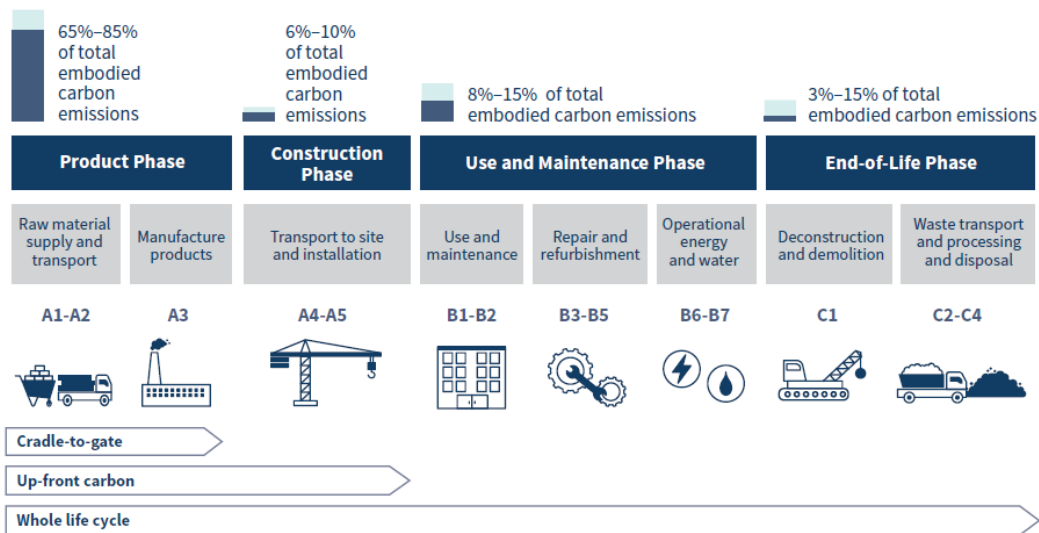 65%–85%
of total
embodied
carbon
emissions
6%–10%
of total
embodied
carbon
emissions
8%–15% of total
embodied carbon emissions
3%–15% of total
embodied carbon emissions
Product Phase
Construction
Phase
Use and Maintenance Phase
End-of-Life Phase
Raw material
supply and
transport
Manufacture
products
Transport to site
and installation
Use and
maintenance
Repair and
refurbishment
Operational
energy
and water
Deconstruction
and demolition
Waste transport
and processing
and disposal
A1-A2
A3
A4-A5
B1-B2
B3-B5
B6-B7
C1
C2-C4
Cradle-to-gate
Up-front carbon
Whole life cycle